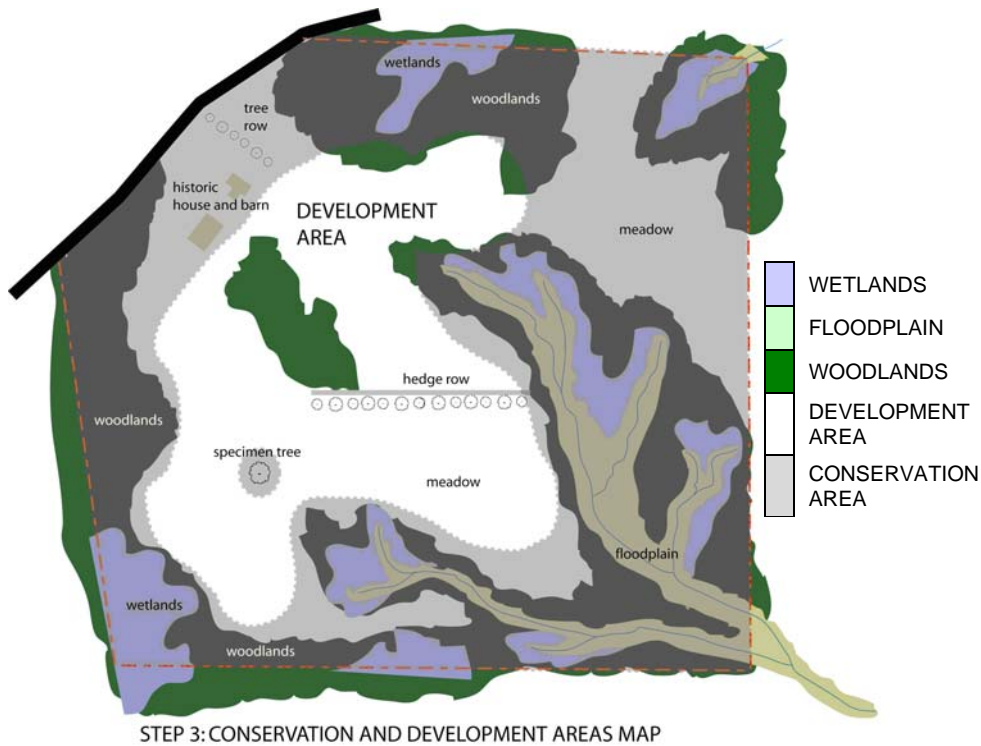 wetlands
woodlands
tree
row
historic
house and barn
DEVELOPMENT
AREA
meadow
WETLANDS
FLOODPLAIN
WOODLANDS
DEVELOPMENT
AREA
CONSERVATION
AREA
hedge row
woodlands
specimen tree
meadow
floodplain
wetlands
woodlands
STEP 3: CONSERVATION AND DEVELOPMENT AREAS MAP